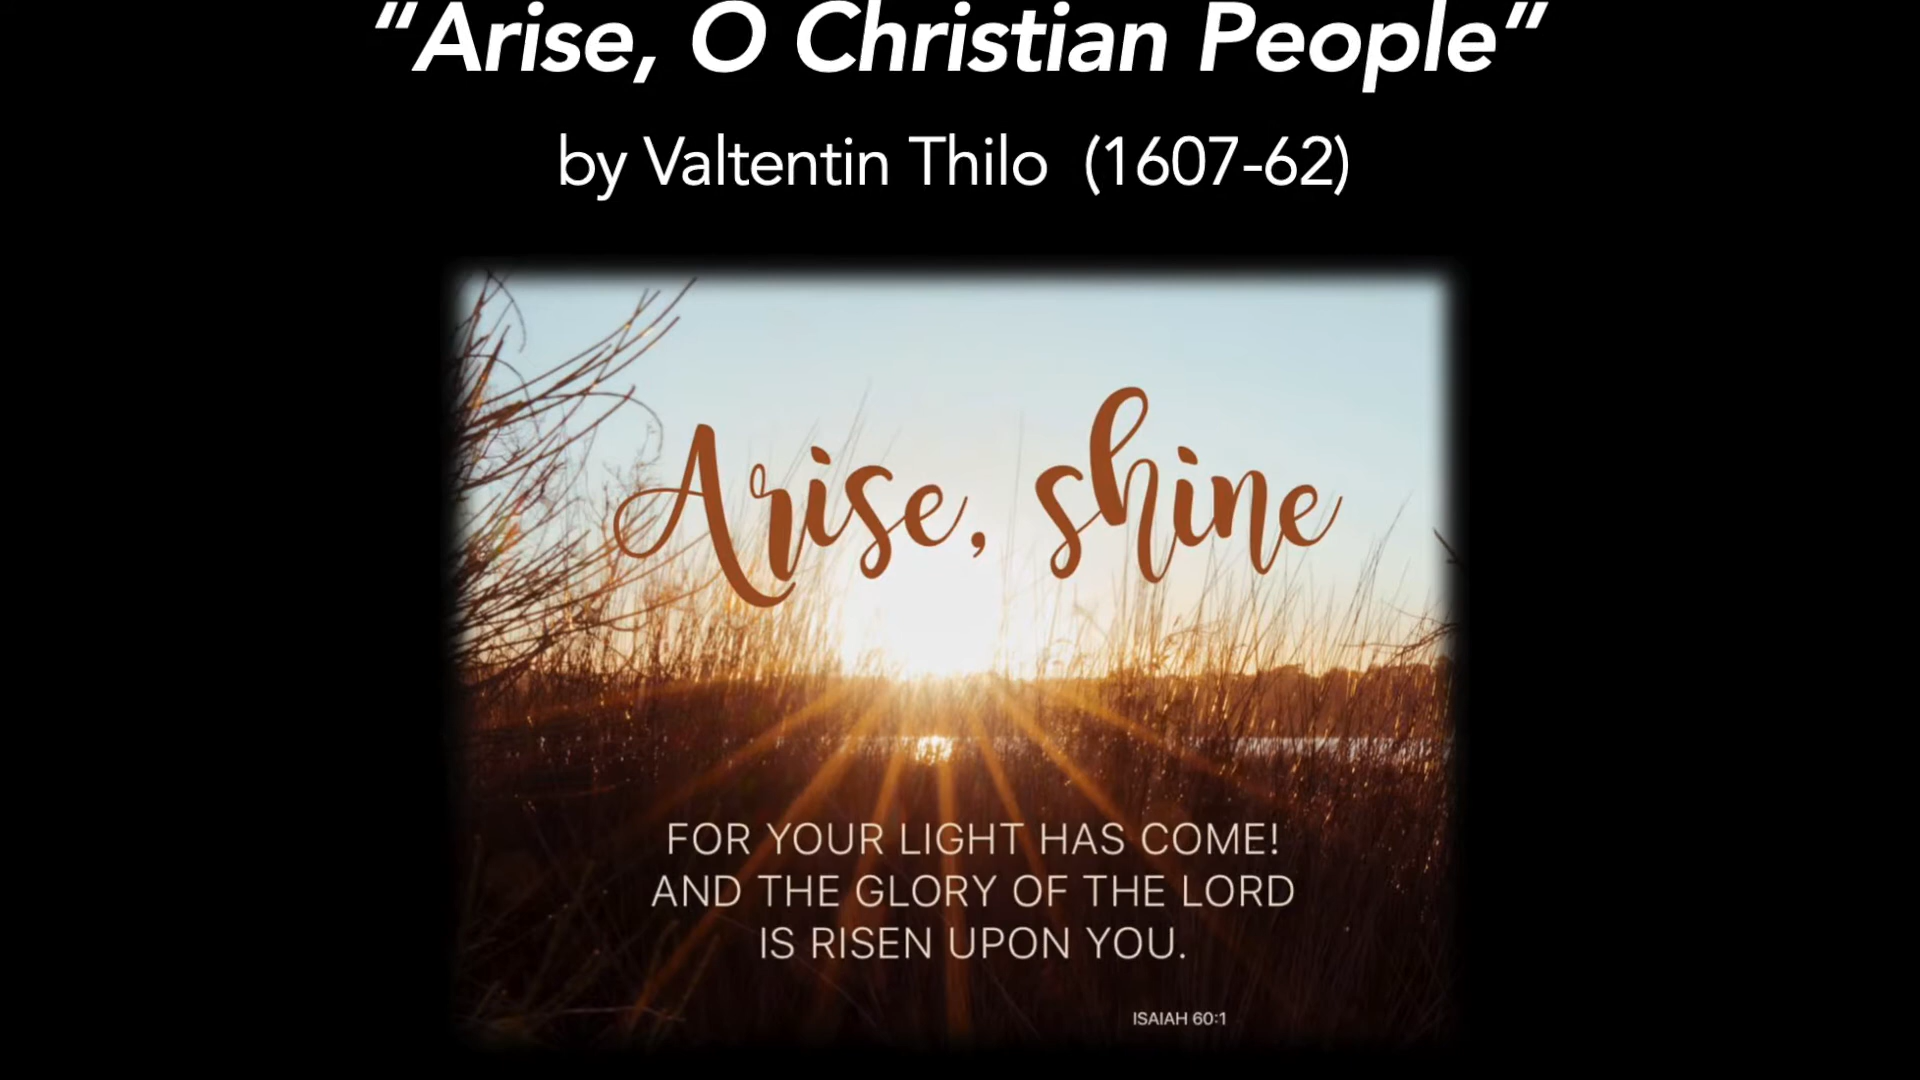 “Arise, O Christian People”
by Valtentin Thilo (1607-62)
Arise, shine
FOR YOUR LIGHT HAS COME!
AND THE GLORY OF THE LORD
IS RISEN UPON YOU.
ISAIAH 60:1